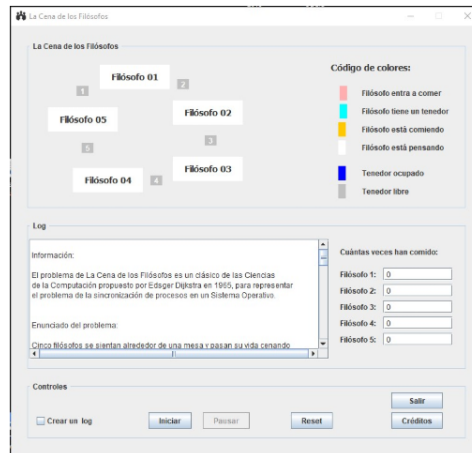 La Cena de los Filósofos
La Cena de los Filósofos
Filósofo 01
1
2
Filósofo 05
Filósofo 02
5
3
Filósofo 04
4
Filósofo 03
Código de colores:
Filósofo entra a comer
Filósofo tiene un tenedor
Filósofo está comiendo
Filósofo está pensando
Tenedor ocupado
Tenedor libre
Log
Información:
El problema de La Cena de los Filósofos es un clásico de las Ciencias
de la Computación propuesto por Edsger Dijkstra en 1965, para representar
el problema de la sincronización de procesos en un Sistema Operativo.
Enunciado del problema:
Cinco filósofos se sientan alrededor de una mesa y pasan su vida cenando
Cuántas veces han comido:
Filósofo 1: 0
Filósofo 2: 0
Filósofo 3: 0
Filósofo 4: 0
Filósofo 5: 0
Controles
Crear un log
Iniciar
Pausar
Reset
Salir
Créditos